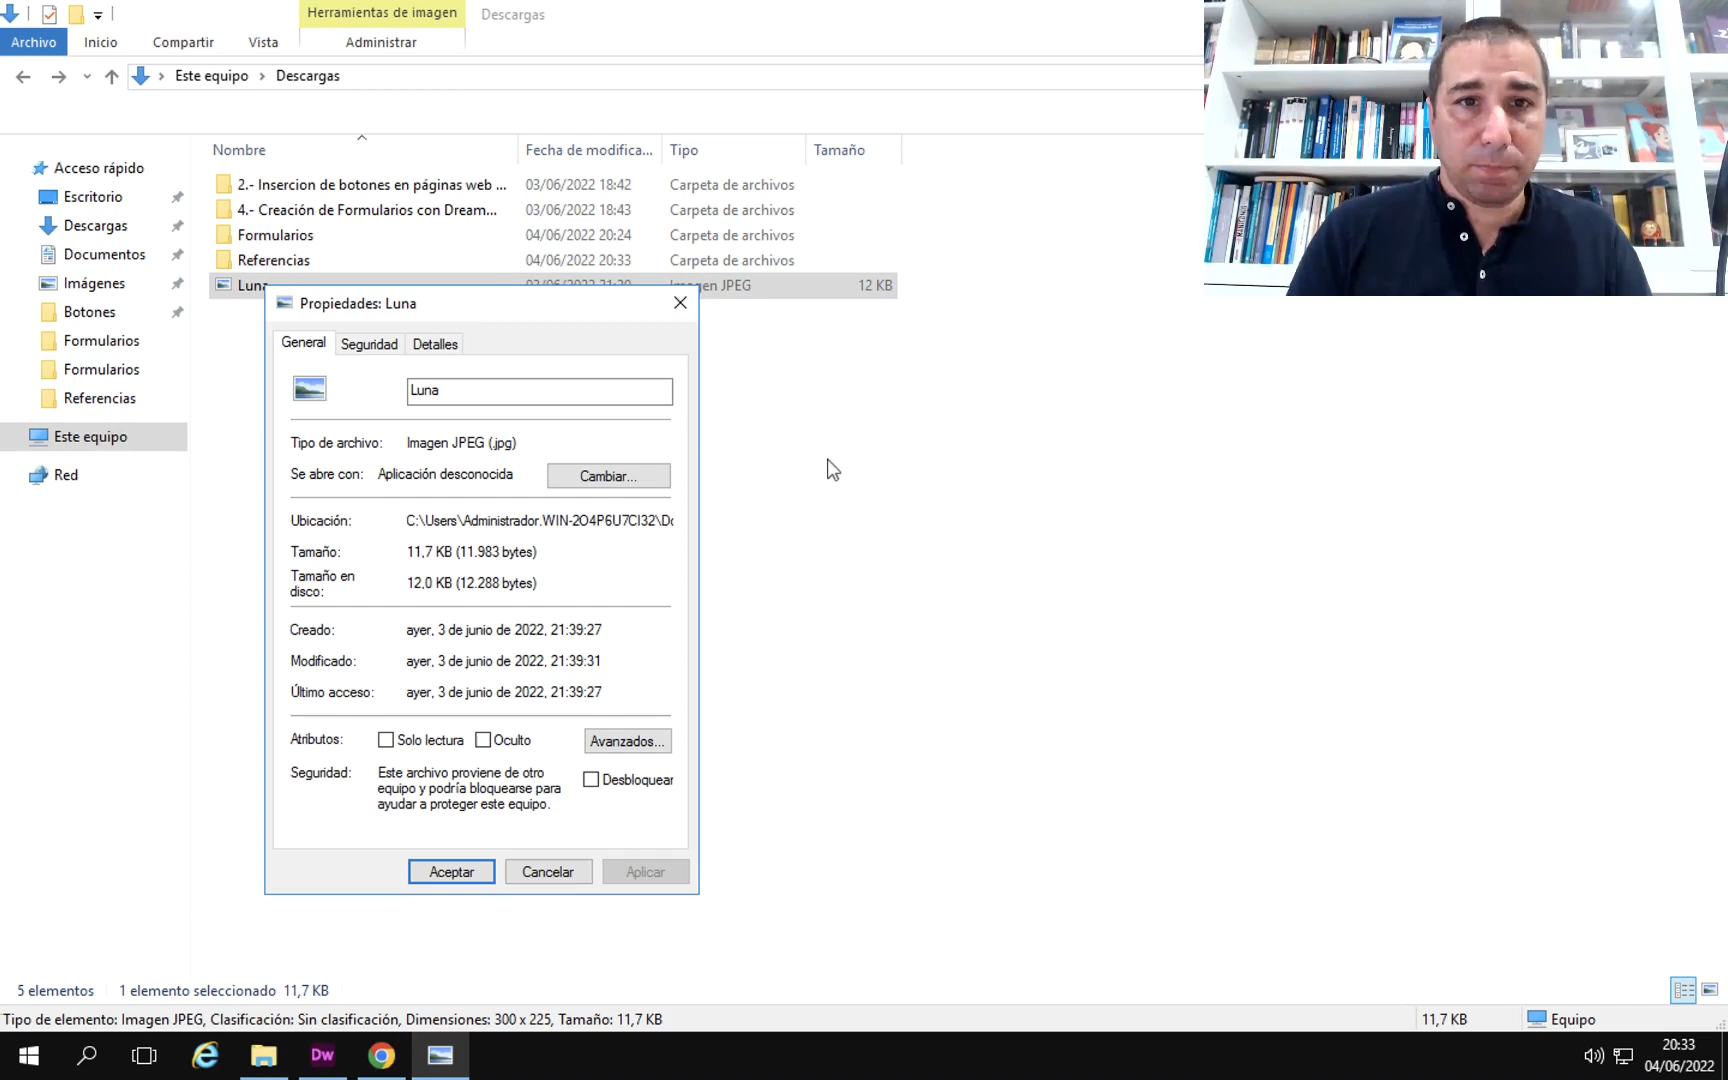 Herramientas de imagen
Descargas
Archivo
Inicio
Compartir
Vista
Administrar
Este equipo
Descargas
Nombre
Fecha de modifica...
Tipo
Tamaño
Acceso rápido
Escritorio
Descargas
Documentos
Imágenes
Botones
Formularios
Formularios
Referencias
Este equipo
Red
2.- Insercion de botones en páginas web ...
03/06/2022 18:42
Carpeta de archivos
4.- Creación de Formularios con Dream...
03/06/2022 18:43
Carpeta de archivos
Formularios
04/06/2022 20:24
Carpeta de archivos
Referencias
04/06/2022 20:33
Carpeta de archivos
Luna
JPEG
12 KB
Propiedades: Luna
General
Seguridad
Detalles
Luna
Tipo de archivo: Imagen JPEG (.jpg)
Se abre con: Aplicación desconocida
Cambiar...
Ubicación: C:\Users\Administrador.WIN-2O4P6U7CI32\Do
Tamaño: 11,7 KB (11.983 bytes)
Tamaño en
disco:
12,0 KB (12.288 bytes)
Creado: ayer, 3 de junio de 2022, 21:39:27
Modificado: ayer, 3 de junio de 2022, 21:39:31
Último acceso: ayer, 3 de junio de 2022, 21:39:27
Atributos: Solo lectura Oculto
Avanzados...
Seguridad:
Este archivo proviene de otro
equipo y podría bloquearse para
ayudar a proteger este equipo.
Desbloquear
Aceptar
Cancelar
Aplicar
5 elementos
1 elemento seleccionado 11,7 KB
Tipo de elemento: Imagen JPEG, Clasificación: Sin clasificación, Dimensiones: 300 x 225, Tamaño: 11,7 KB
11,7 KB
Equipo
Dw
20:33
04/06/2022